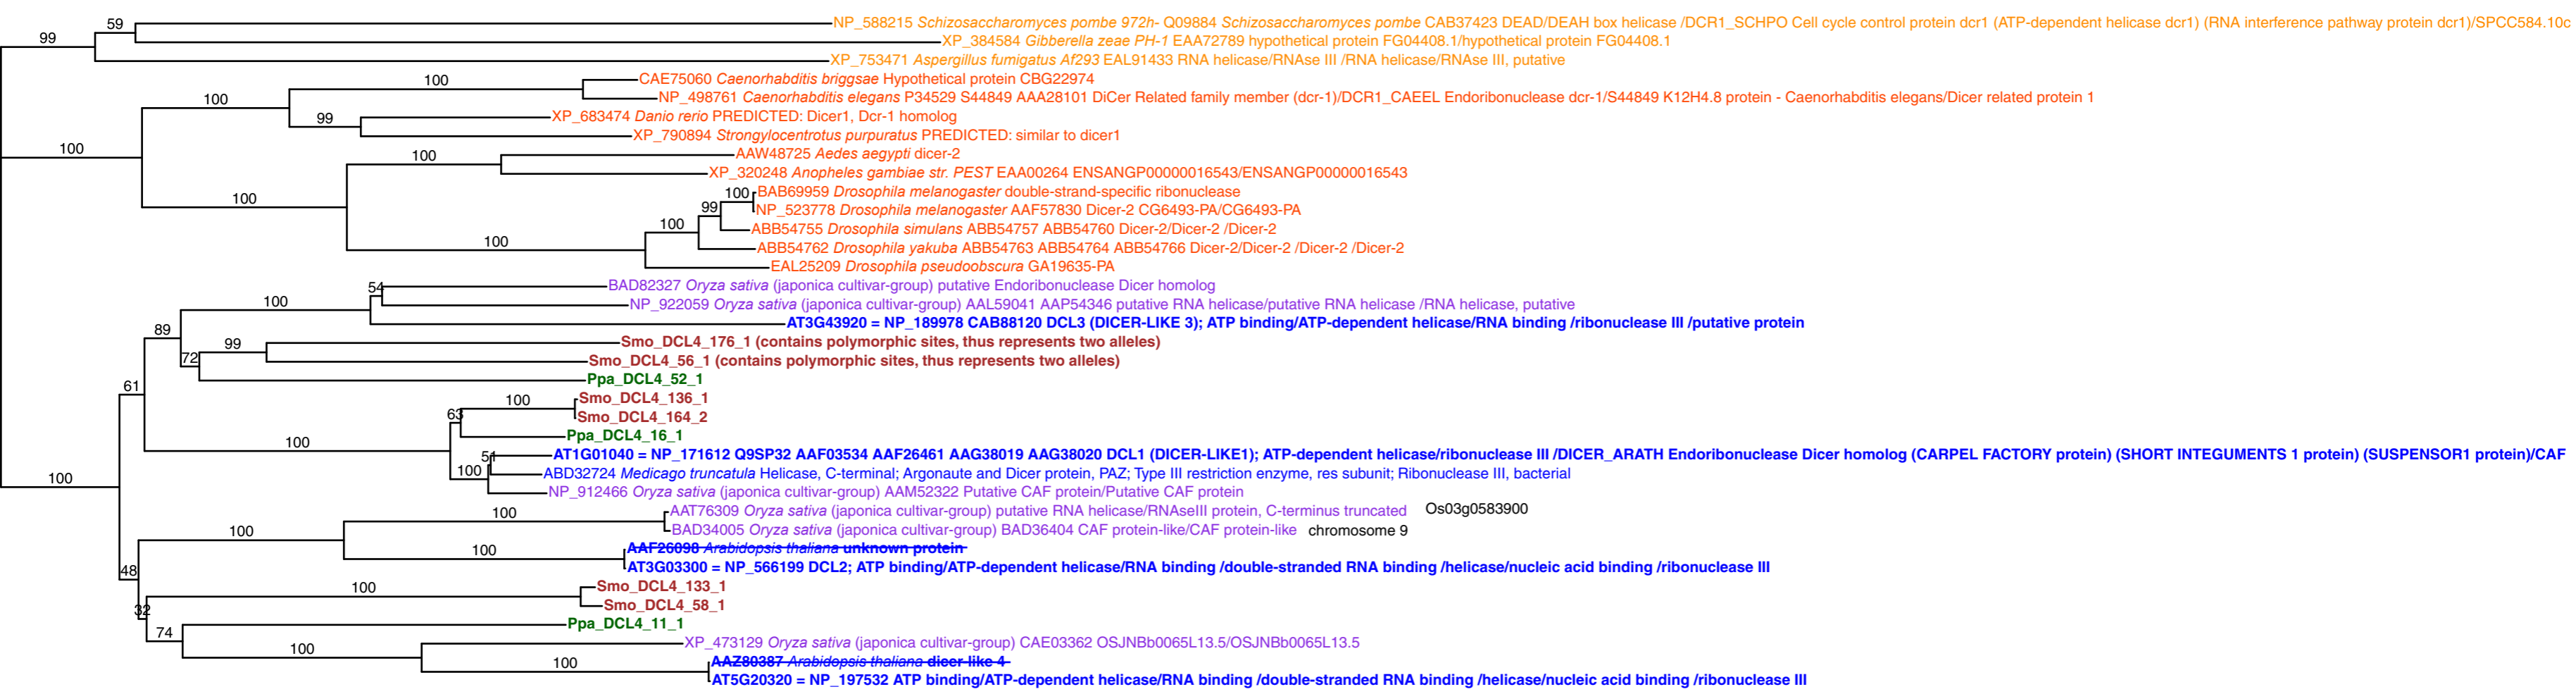 59
NP_588215 Schizosaccharomyces pombe 972h- Q09884 Schizosaccharomyces pombe CAB37423 DEAD/DEAH box helicase /DCR1_SCHPO Cell cycle control protein dcr1 (ATP-dependent helicase dcr1) (RNA interference pathway protein dcr1)/SPCC584.10c
99
XP_384584 Gibberella zeae PH-1 EAA72789 hypothetical protein FG04408.1/hypothetical protein FG04408.1
XP_753471 Aspergillus fumigatus Af293 EAL91433 RNA helicase/RNAse III /RNA helicase/RNAse III, putative
100
CAE75060 Caenorhabditis briggsae Hypothetical protein CBG22974
100
NP_498761 Caenorhabditis elegans P34529 S44849 AAA28101 DiCer Related family member (dcr-1)/DCR1_CAEEL Endoribonuclease dcr-1/S44849 K12H4.8 protein - Caenorhabditis elegans/Dicer related protein 1
99
XP_683474 Danio rerio PREDICTED: Dicer1, Dcr-1 homolog
XP_790894 Strongylocentrotus purpuratus PREDICTED: similar to dicer1
100
100
AAW48725 Aedes aegypti dicer-2
XP_320248 Anopheles gambiae str. PEST EAA00264 ENSANGP00000016543/ENSANGP00000016543
100
100
BAB69959 Drosophila melanogaster double-strand-specific ribonuclease
99
NP_523778 Drosophila melanogaster AAF57830 Dicer-2 CG6493-PA/CG6493-PA
100
ABB54755 Drosophila simulans ABB54757 ABB54760 Dicer-2/Dicer-2 /Dicer-2
100
ABB54762 Drosophila yakuba ABB54763 ABB54764 ABB54766 Dicer-2/Dicer-2 /Dicer-2 /Dicer-2
EAL25209 Drosophila pseudoobscura GA19635-PA
54
BAD82327 Oryza sativa (japonica cultivar-group) putative Endoribonuclease Dicer homolog
100
NP_922059 Oryza sativa (japonica cultivar-group) AAL59041 AAP54346 putative RNA helicase/putative RNA helicase /RNA helicase, putative
AT3G43920 = NP_189978 CAB88120 DCL3 (DICER-LIKE 3); ATP binding/ATP-dependent helicase/RNA binding /ribonuclease III /putative protein
89
99
Smo_DCL4_176_1 (contains polymorphic sites, thus represents two alleles)
72
Smo_DCL4_56_1 (contains polymorphic sites, thus represents two alleles)
Ppa_DCL4_52_1
61
100
Smo_DCL4_136_1
63
Smo_DCL4_164_2
Ppa_DCL4_16_1
100
51
AT1G01040 = NP_171612 Q9SP32 AAF03534 AAF26461 AAG38019 AAG38020 DCL1 (DICER-LIKE1); ATP-dependent helicase/ribonuclease III /DICER_ARATH Endoribonuclease Dicer homolog (CARPEL FACTORY protein) (SHORT INTEGUMENTS 1 protein) (SUSPENSOR1 protein)/CAF
100
ABD32724 Medicago truncatula Helicase, C-terminal; Argonaute and Dicer protein, PAZ; Type III restriction enzyme, res subunit; Ribonuclease III, bacterial
100
NP_912466 Oryza sativa (japonica cultivar-group) AAM52322 Putative CAF protein/Putative CAF protein
100
AAT76309 Oryza sativa (japonica cultivar-group) putative RNA helicase/RNAseIII protein, C-terminus truncated Os03g0583900
100
BAD34005 Oryza sativa (japonica cultivar-group) BAD36404 CAF protein-like/CAF protein-like chromosome 9
100
AAF26098 Arabidopsis thaliana unknown protein
48
AT3G03300 = NP_566199 DCL2; ATP binding/ATP-dependent helicase/RNA binding /double-stranded RNA binding /helicase/nucleic acid binding /ribonuclease III
100
Smo_DCL4_133_1
32
Smo_DCL4_58_1
74
Ppa_DCL4_11_1
100
XP_473129 Oryza sativa (japonica cultivar-group) CAE03362 OSJNBb0065L13.5/OSJNBb0065L13.5
100
AAZ80387 Arabidopsis thaliana dicer-like 4
AT5G20320 = NP_197532 ATP binding/ATP-dependent helicase/RNA binding /double-stranded RNA binding /helicase/nucleic acid binding /ribonuclease III